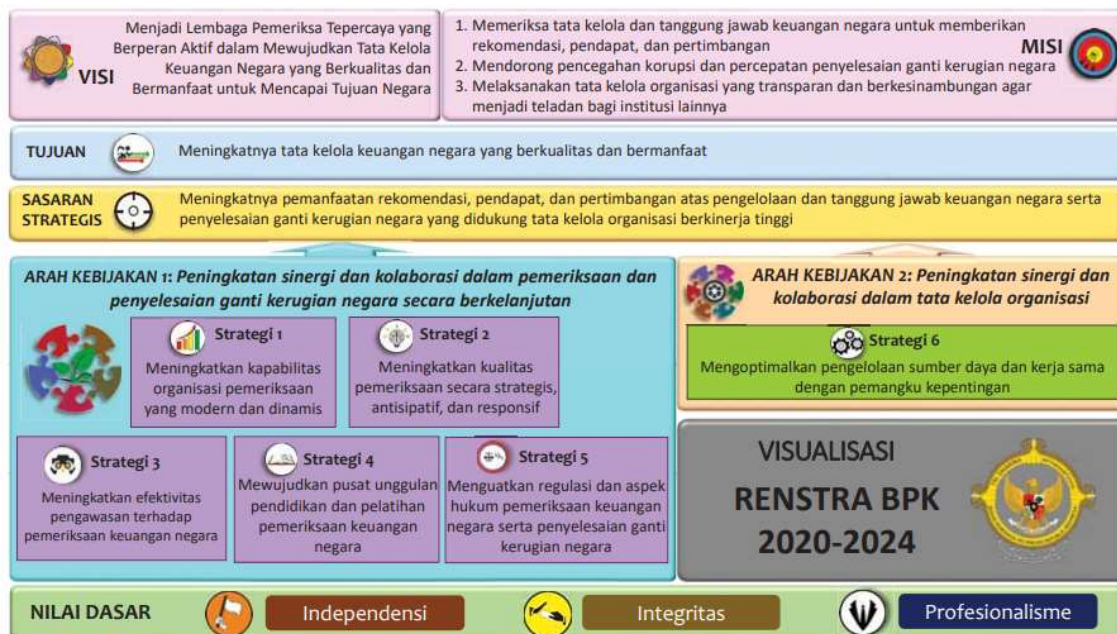 VISI
Menjadi Lembaga Pemeriksa Tepercaya yang
Berperan Aktif dalam Mewujudkan Tata Kelola
Keuangan Negara yang Berkualitas dan
Bermanfaat untuk Mencapai Tujuan Negara
MISI
1. Memeriksa tata kelola dan tanggung jawab keuangan negara untuk memberikan
rekomendasi, pendapat, dan pertimbangan
2. Mendorong pencegahan korupsi dan percepatan penyelesaian ganti kerugian negara
3. Melaksanakan tata kelola organisasi yang transparan dan berkesinambungan agar
menjadi teladan bagi institusi lainnya
TUJUAN
Meningkatnya tata kelola keuangan negara yang berkualitas dan bermanfaat
SASARAN
STRATEGIS
Meningkatnya pemanfaatan rekomendasi, pendapat, dan pertimbangan atas pengelolaan dan tanggung jawab keuangan negara serta
penyelesaian ganti kerugian negara yang didukung tata kelola organisasi berkinerja tinggi
ARAH KEBIJAKAN 1: Peningkatan sinergi dan kolaborasi dalam pemeriksaan dan
penyelesaian ganti kerugian negara secara berkelanjutan
Strategi 1
Meningkatkan kapabilitas
organisasi pemeriksaan
yang modern dan dinamis
Strategi 2
Meningkatkan kualitas
pemeriksaan secara strategis,
antisipatif, dan responsif
Strategi 3
Meningkatkan efektivitas
pengawasan terhadap
pemeriksaan keuangan negara
Strategi 4
Mewujudkan pusat unggulan
pendidikan dan pelatihan
pemeriksaan keuangan
negara
Strategi 5
Menguatkan regulasi dan aspek
hukum pemeriksaan keuangan
negara serta penyelesaian ganti
kerugian negara
ARAH KEBIJAKAN 2: Peningkatan sinergi dan
kolaborasi dalam tata kelola organisasi
Strategi 6
Mengoptimalkan pengelolaan sumber daya dan kerja sama
dengan pemangku kepentingan
VISUALISASI
RENSTRA BPK
2020-2024
NILAI DASAR
Independensi
Integritas
Profesionalisme